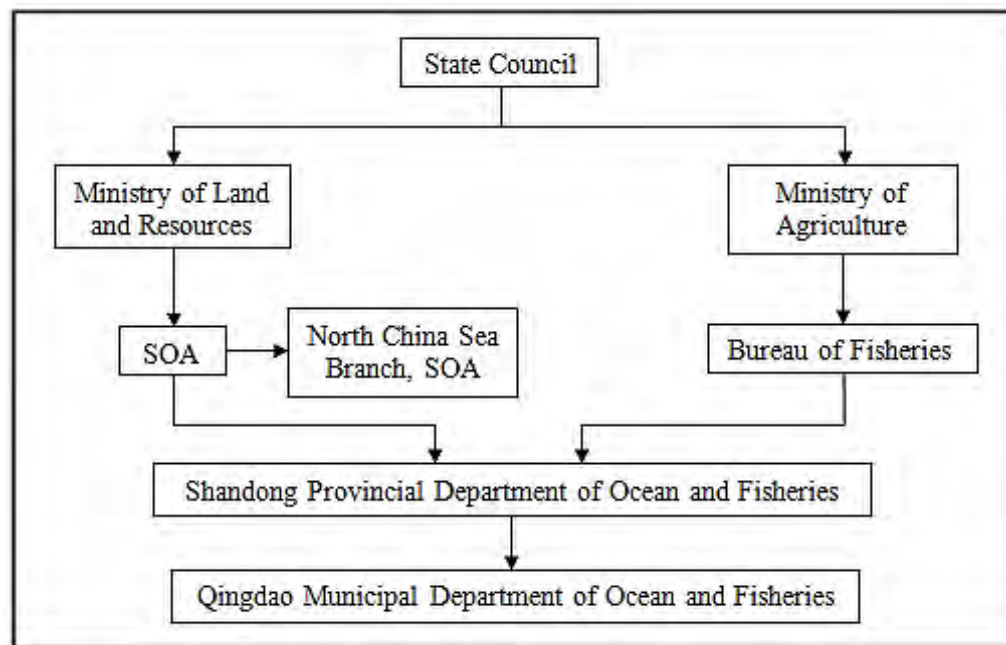 State Council
Ministry of Land
and Resources
Ministry of
Agriculture
SOA
North China Sea
Branch, SOA
Bureau of Fisheries
Shandong Provincial Department of Ocean and Fisheries
Qingdao Municipal Department of Ocean and Fisheries